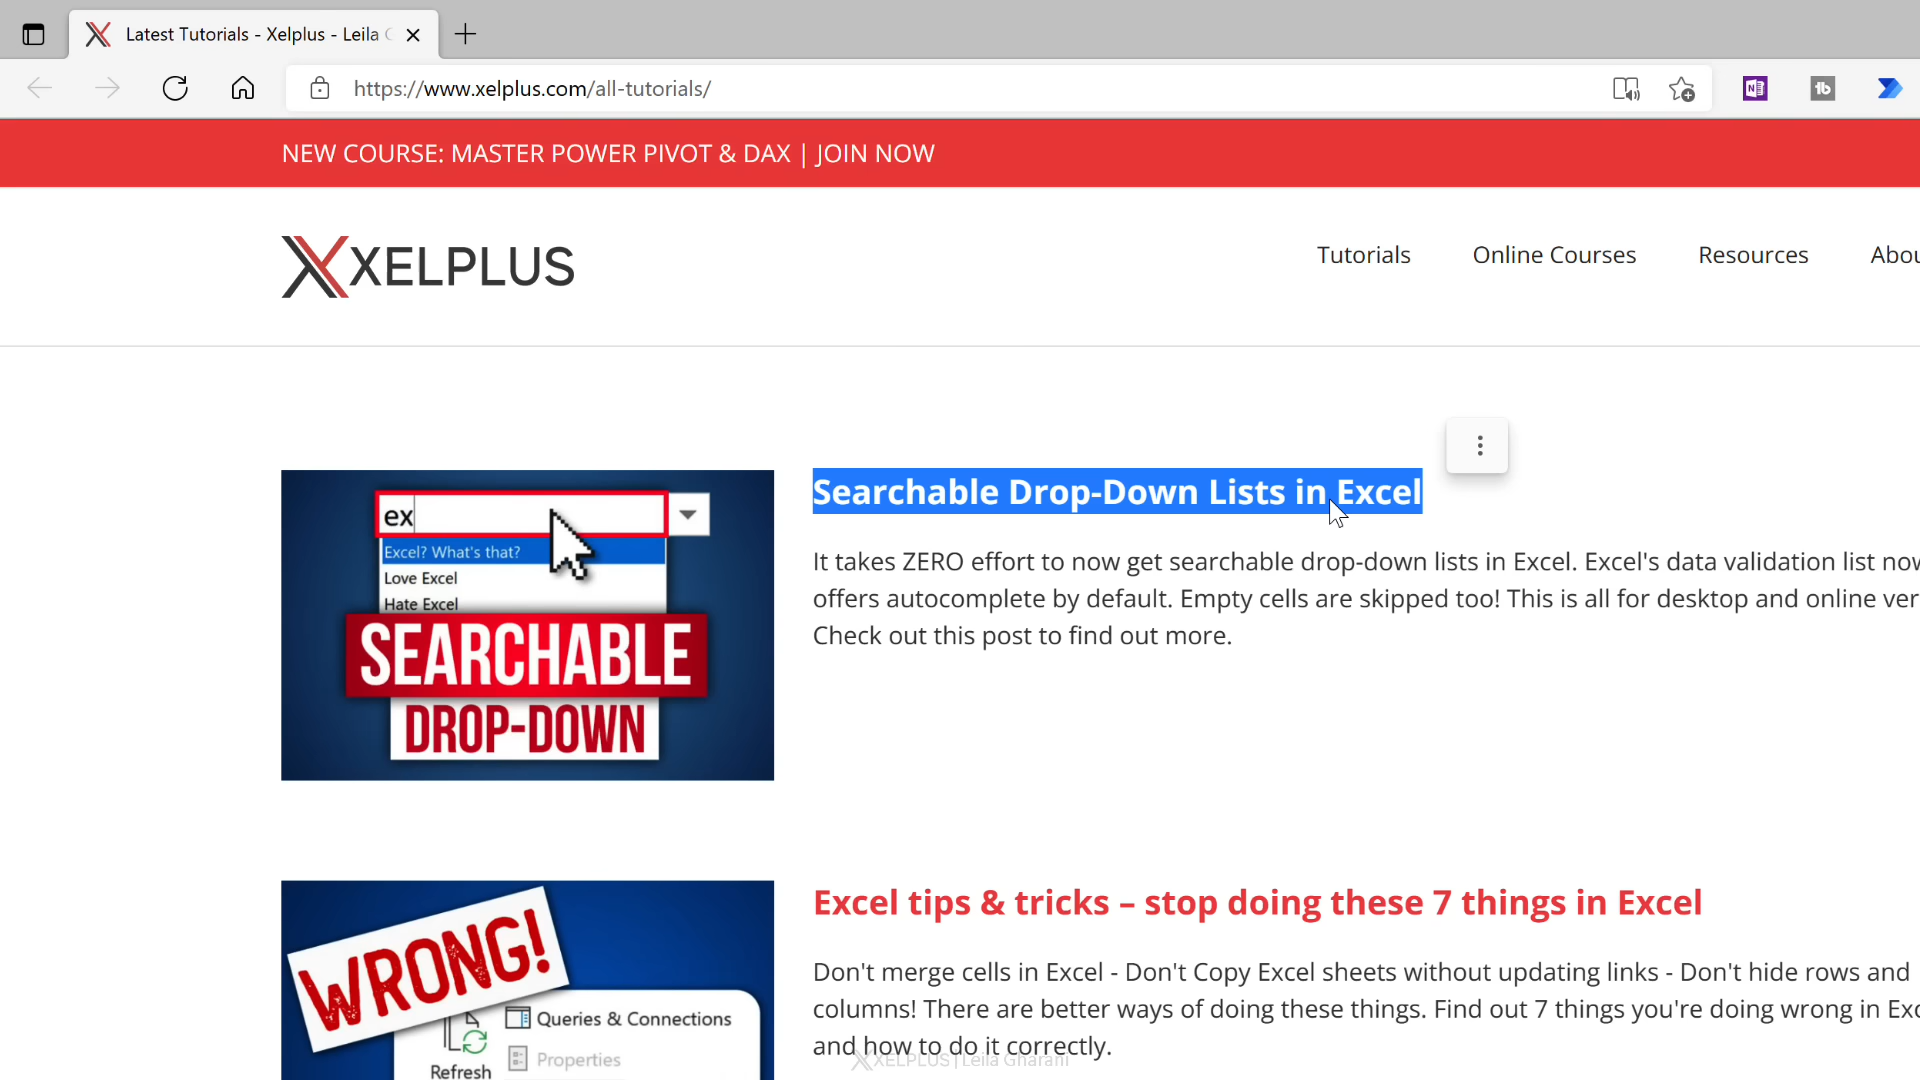 Latest Tutorials - Xelplus - Leila
https://www.xelplus.com/all-tutorials/
NEW COURSE: MASTER POWER PIVOT & DAX | JOIN NOW
XELPLUS
Tutorials
Online Courses
Resources
Abou
ex
Excel? What's that?
Love Excel
Hate Excel
SEARCHABLE
DROP-DOWN
Searchable Drop-Down Lists in Excel
It takes ZERO effort to now get searchable drop-down lists in Excel. Excel's data validation list now
offers autocomplete by default. Empty cells are skipped too! This is all for desktop and online ver
Check out this post to find out more.
WRONG!
Queries & Connections
Properties
Refresh
Excel tips & tricks – stop doing these 7 things in Excel
Don't merge cells in Excel - Don't Copy Excel sheets without updating links - Don't hide rows and
columns! There are better ways of doing these things. Find out 7 things you're doing wrong in Exc
and how to do it correctly.
XELPLUS | Leila Gharani